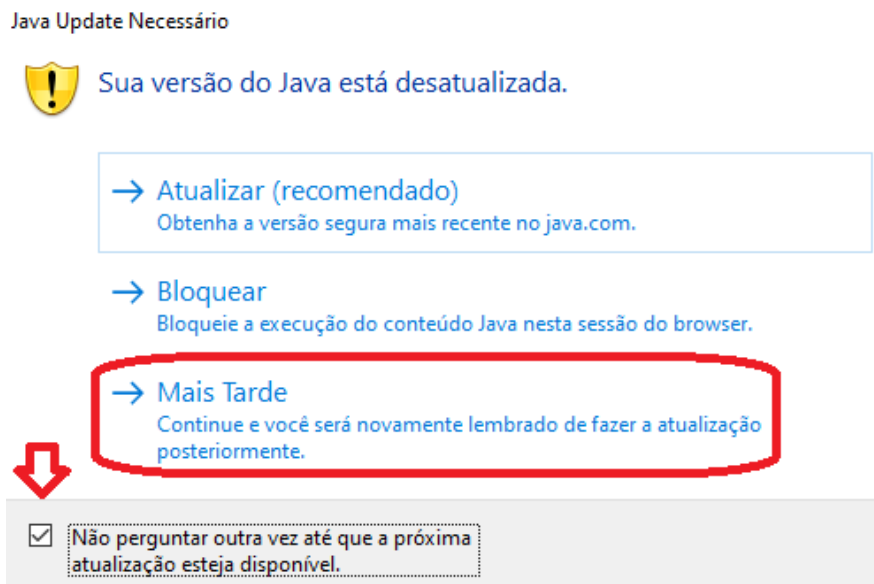 Java Update Necessário
Sua versão do Java está desatualizada.
Atualizar (recomendado)
Obtenha a versão segura mais recente no java.com.
Bloquear
Bloqueie a execução do conteúdo Java nesta sessão do browser.
Mais Tarde
Continue e você será novamente lembrado de fazer a atualização
posteriormente.
Não perguntar outra vez até que a próxima
atualização esteja disponível.